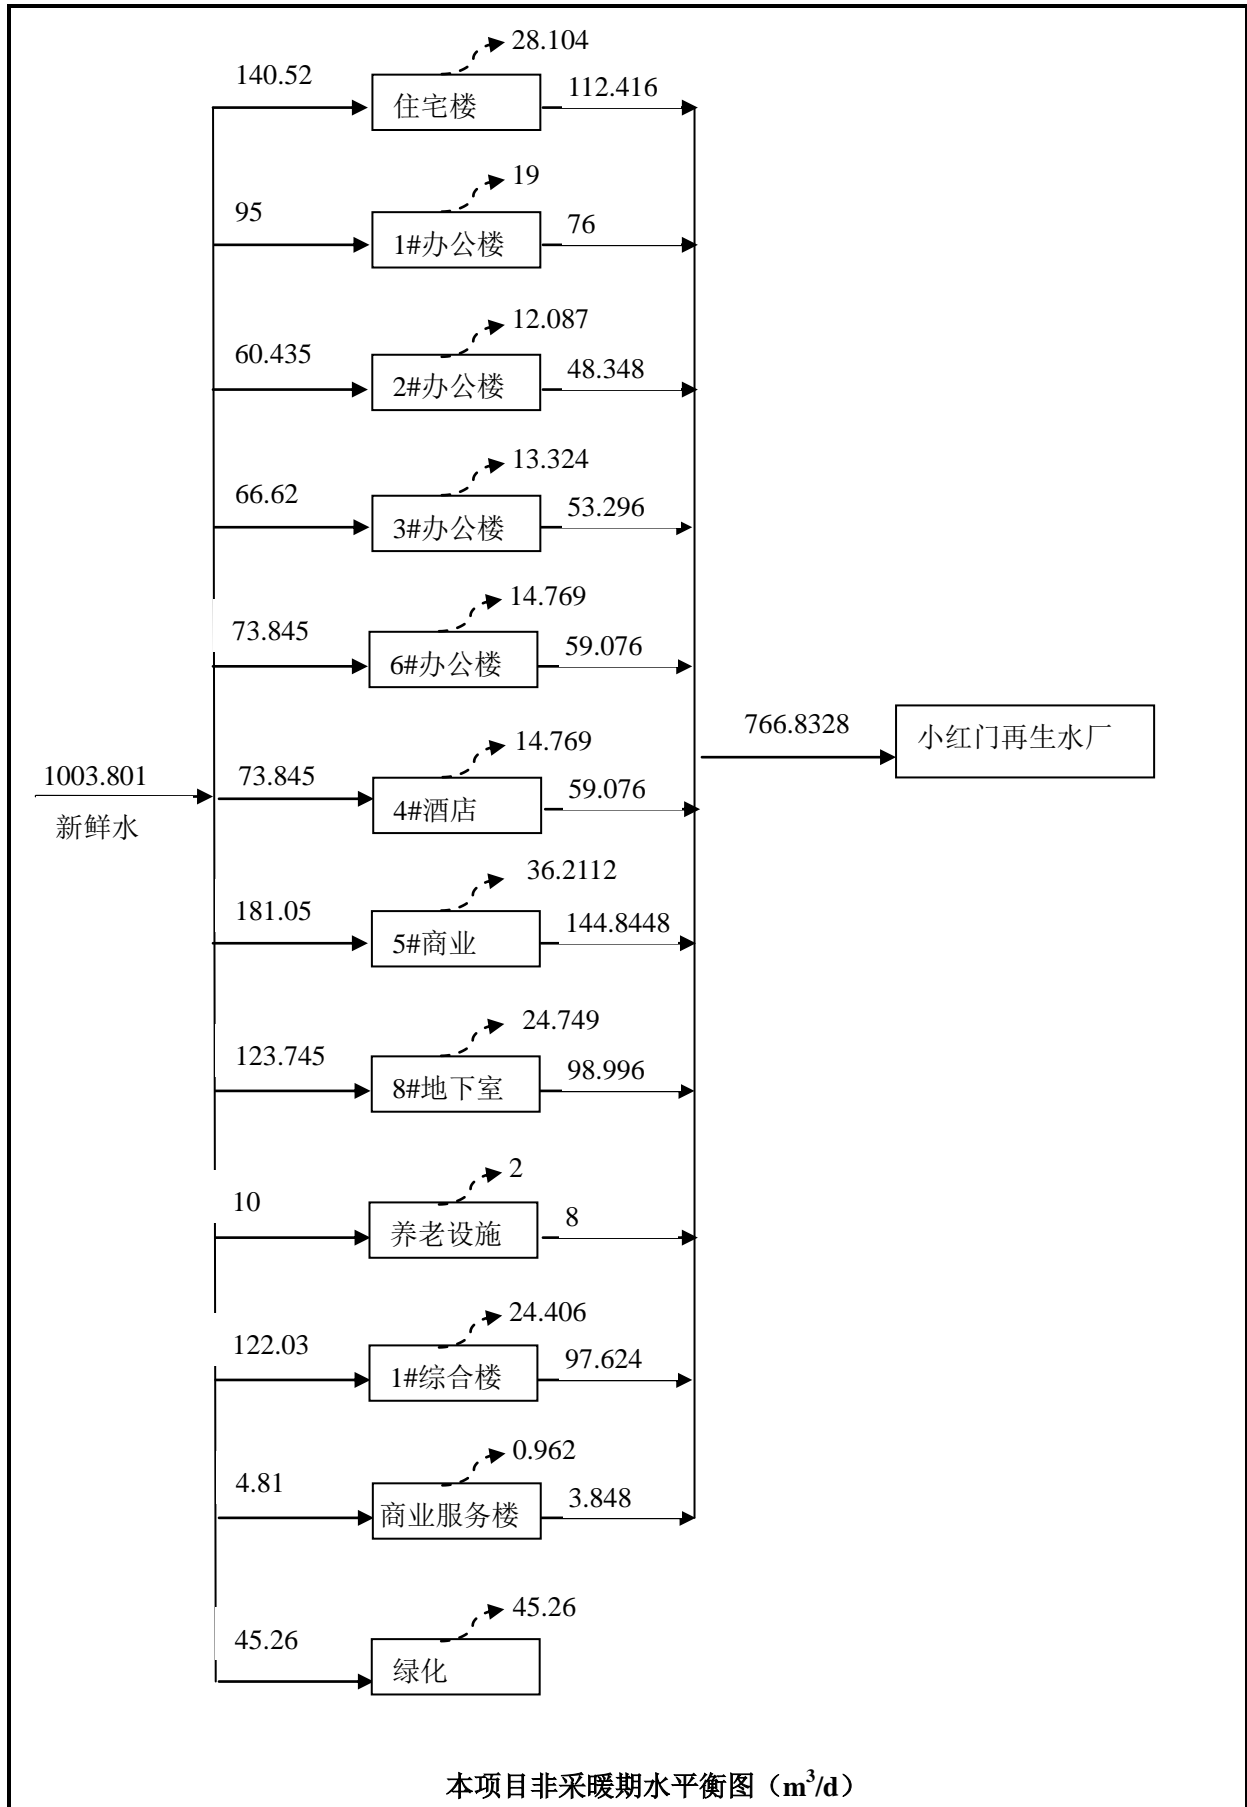 28.104
140.52
112.416
住宅楼
19
95
76
1#办公楼
12.087
60.435
48.348
2#办公楼
13.324
66.62
53.296
3#办公楼
14.769
73.845
59.076
6#办公楼
766.8328
小红门再生水厂
14.769
1003.801
73.845
59.076
4#酒店
新鲜水
36.2112
181.05
144.8448
5#商业
24.749
123.745
98.996
8#地下室
2
10
8
养老设施
24.406
122.03
97.624
1#综合楼
0.962
4.81
3.848
商业服务楼
45.26
45.26
绿化
本项目非采暖期水平衡图（m³/d）